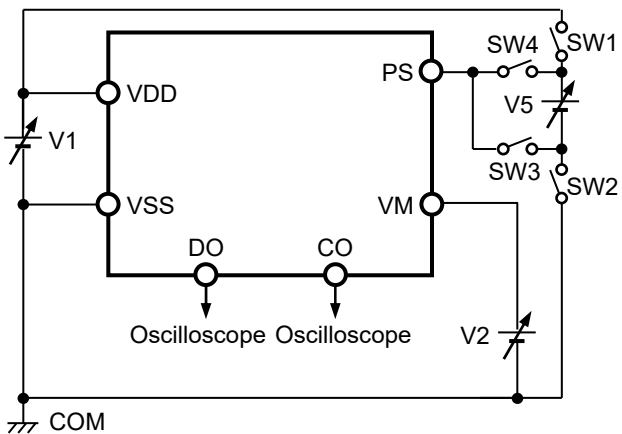 SW1
SW4
PS
VDD
V5
V1
SW3
SW2
VSS
VM
DO
CO
Oscilloscope
Oscilloscope
V2
COM